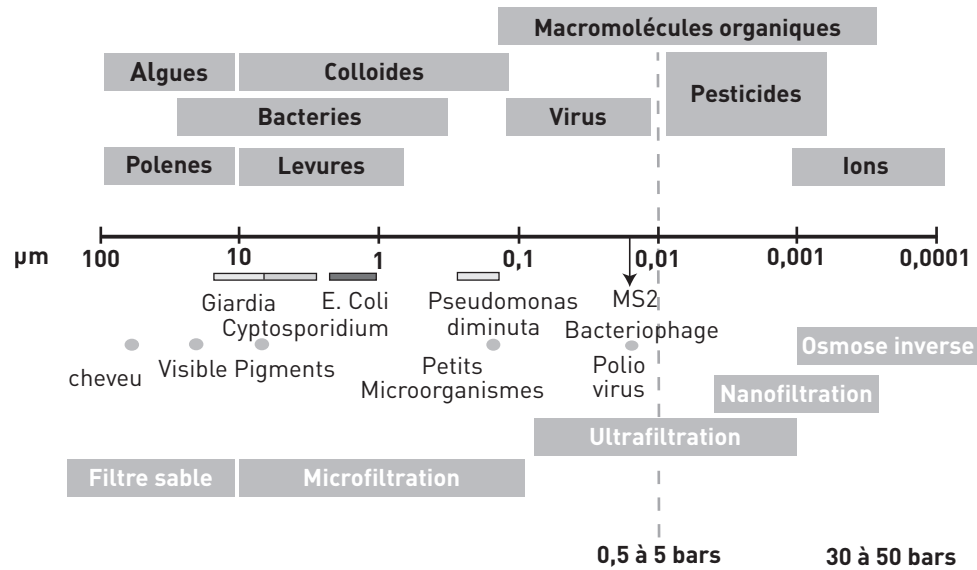 Macromolécules organiques
Algues
Colloides
Pesticides
Bacteries
Virus
Polenes
Levures
Ions
µm
100
10
1
0,1
0,01
0,001
0,0001
Giardia
Cyptosporidium
E. Coli
Pseudomonas
diminuta
MS2
Bacteriophage
cheveu
Visible Pigments
Petits
Microorganismes
Polio
virus
Osmose inverse
Nanofiltration
Ultrafiltration
Filtre sable
Microfiltration
0,5 à 5 bars
30 à 50 bars